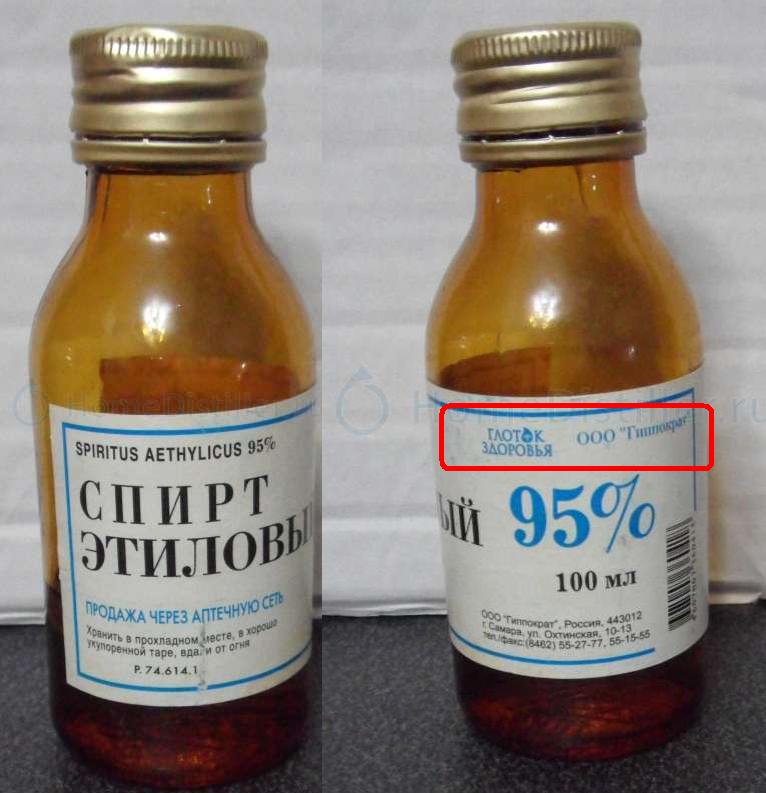 SPIRITUS AETHYLICUS 95%
СПИРТ
ЭТИЛОВЫ
ПРОДАЖА ЧЕРЕЗ АПТЕЧНУЮ СЕТЬ
Хранить в прохладном месте, в хорошо
укупоренной таре, вдали от огня
Р. 74.614.1
ГЛОТОК
ЗДОРОВЬЯ
ООО "Гиппократ"
ЫЙ 95%
100 мл
ООО "Гиппократ", Россия, 443012
г. Самара, ул. Охтинская, 10-13
тел./факс:(8462) 55-27-77, 55-15-55
HomeDistiller.ru